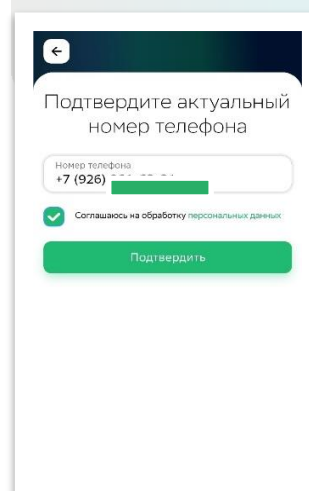 Подтвердите актуальный
номер телефона
Номер телефона
+7 (926)
Соглашаюсь на обработку персональных данных
Подтвердить